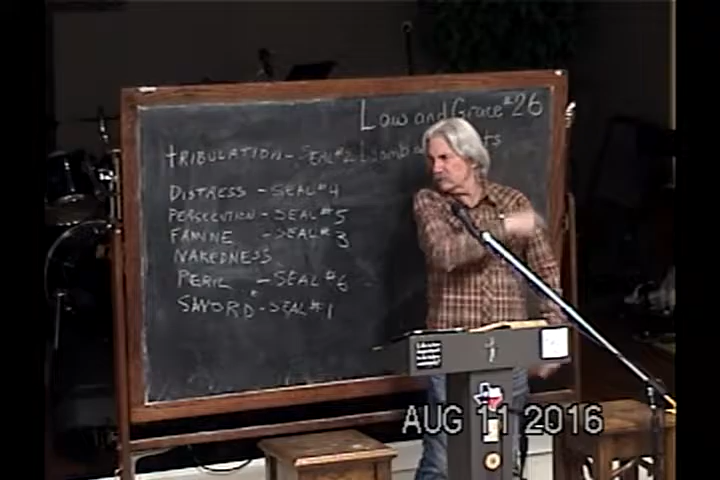 Law and Grace #26
TRIBULATION - SEAL #2
DISTRESS - SEAL #4
PERSECUTION - SEAL #5
FAMINE - SEAL #3
NAKEDNESS
PERIL - SEAL #6
SWORD - SEAL #1
AUG 11 2016